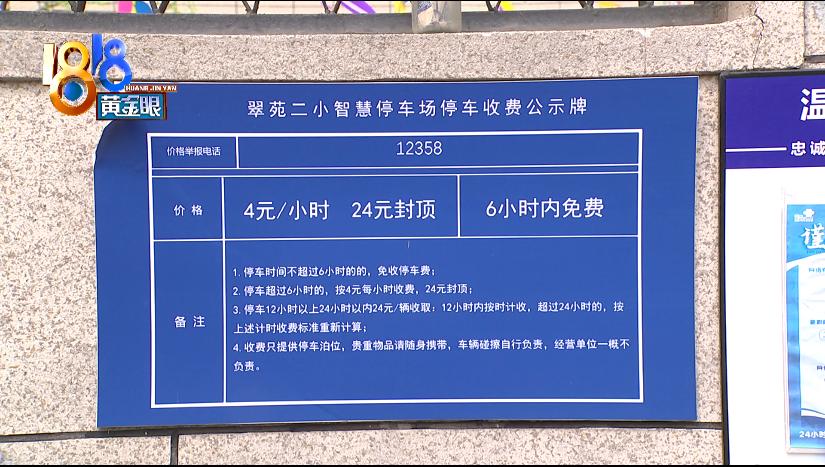 1818
HUANG JIN YAN
黄金眼
翠苑二小智慧停车场停车收费公示牌
价格举报电话 12358
价格 4元/小时 24元封顶 6小时内免费
备注
1. 停车时间不超过6小时的的，免收停车费；
2. 停车超过6小时的，按4元每小时收费，24元封顶；
3. 停车12小时以上24小时以内24元/辆收取：12小时内按时计收，超过24小时的，按
上述计时收费标准重新计算；
4. 收费只提供停车泊位，贵重物品请随身携带，车辆碰擦自行负责，经营单位一概不
负责。
温
忠诚
谨
24小时